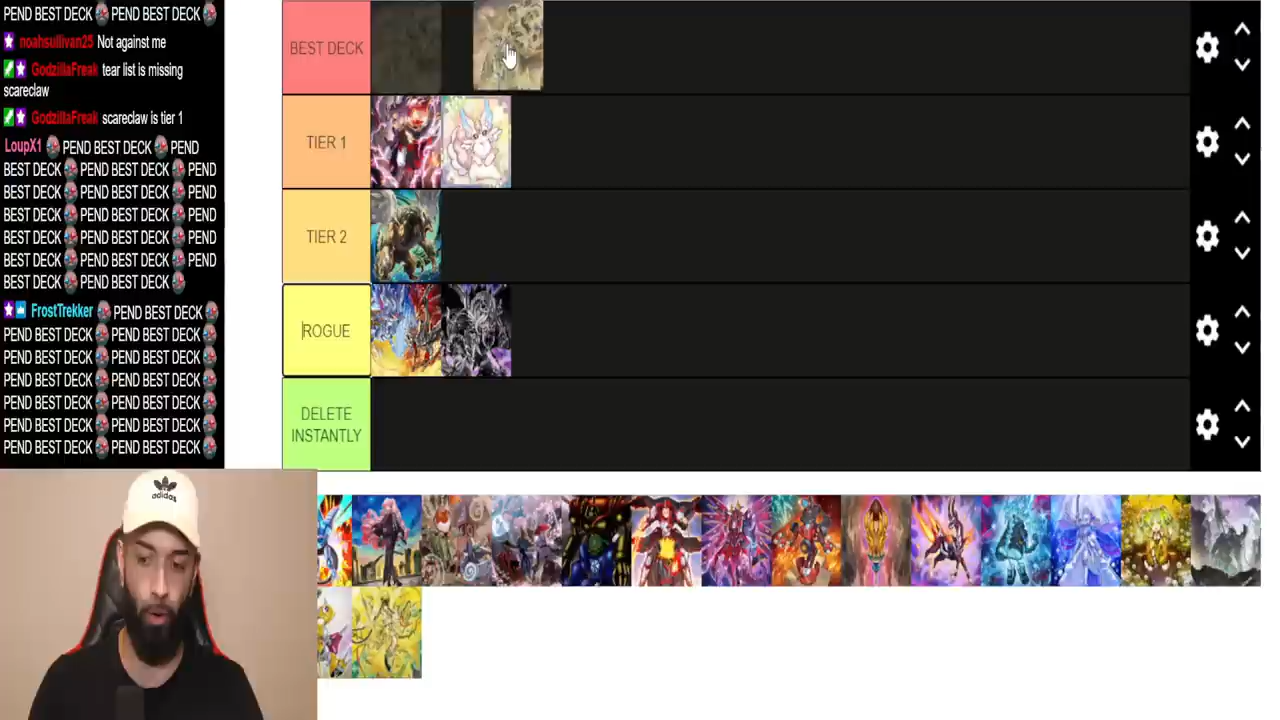 PEND BEST DECK PEND BEST DECK
noahsullivan25 Not against me
GodzillaFreak tear list is missing
scareclaw
GodzillaFreak scareclaw is tier 1
LoupX1 PEND BEST DECK PEND
BEST DECK PEND BEST DECK PEND
BEST DECK PEND BEST DECK PEND
BEST DECK PEND BEST DECK PEND
BEST DECK PEND BEST DECK PEND
BEST DECK PEND BEST DECK PEND
BEST DECK PEND BEST DECK
FrostTrekker PEND BEST DECK
PEND BEST DECK PEND BEST DECK
PEND BEST DECK PEND BEST DECK
PEND BEST DECK PEND BEST DECK
PEND BEST DECK PEND BEST DECK
PEND BEST DECK PEND BEST DECK
PEND BEST DECK PEND BEST DECK
BEST DECK
TIER 1
TIER 2
ROGUE
DELETE
INSTANTLY
adidas